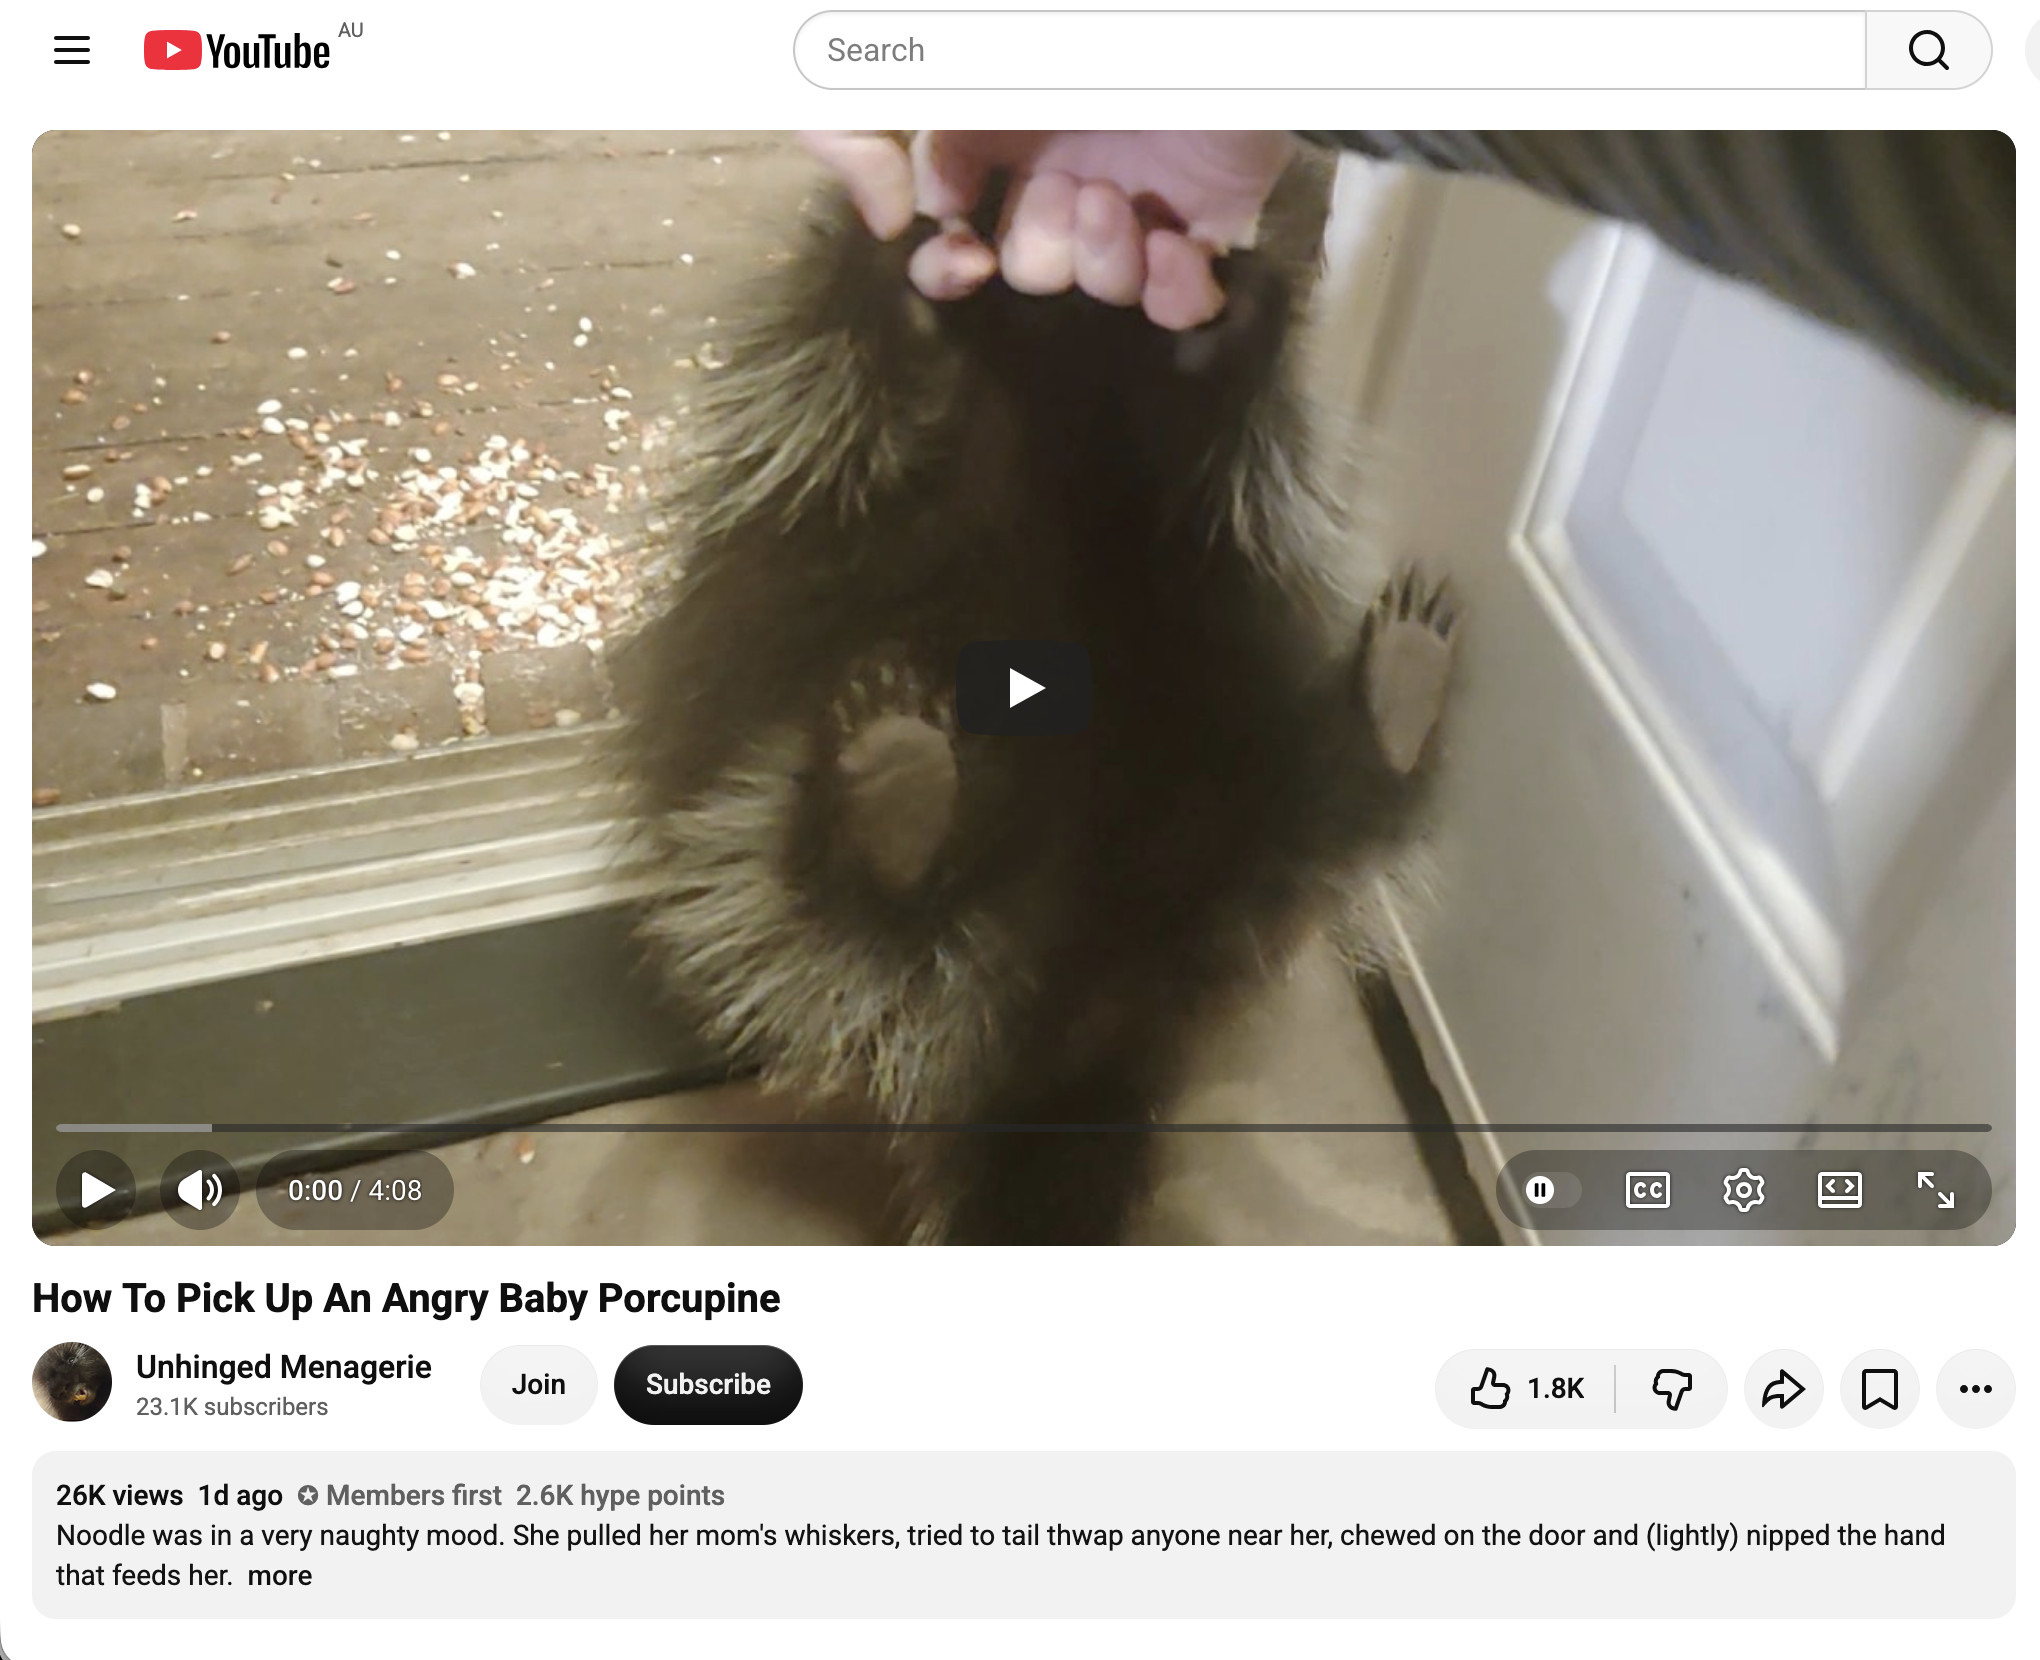 YouTube AU
Search
0:00 / 4:08
CC
How To Pick Up An Angry Baby Porcupine
Unhinged Menagerie
23.1K subscribers
Join
Subscribe
1.8K
26K views 1d ago Members first 2.6K hype points
Noodle was in a very naughty mood. She pulled her mom's whiskers, tried to tail thwap anyone near her, chewed on the door and (lightly) nipped the hand
that feeds her. more